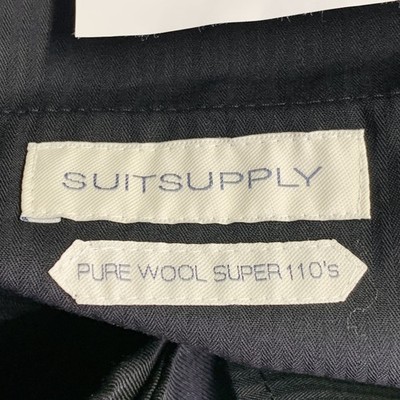 SUITSUPPLY
PURE WOOL SUPER 110's